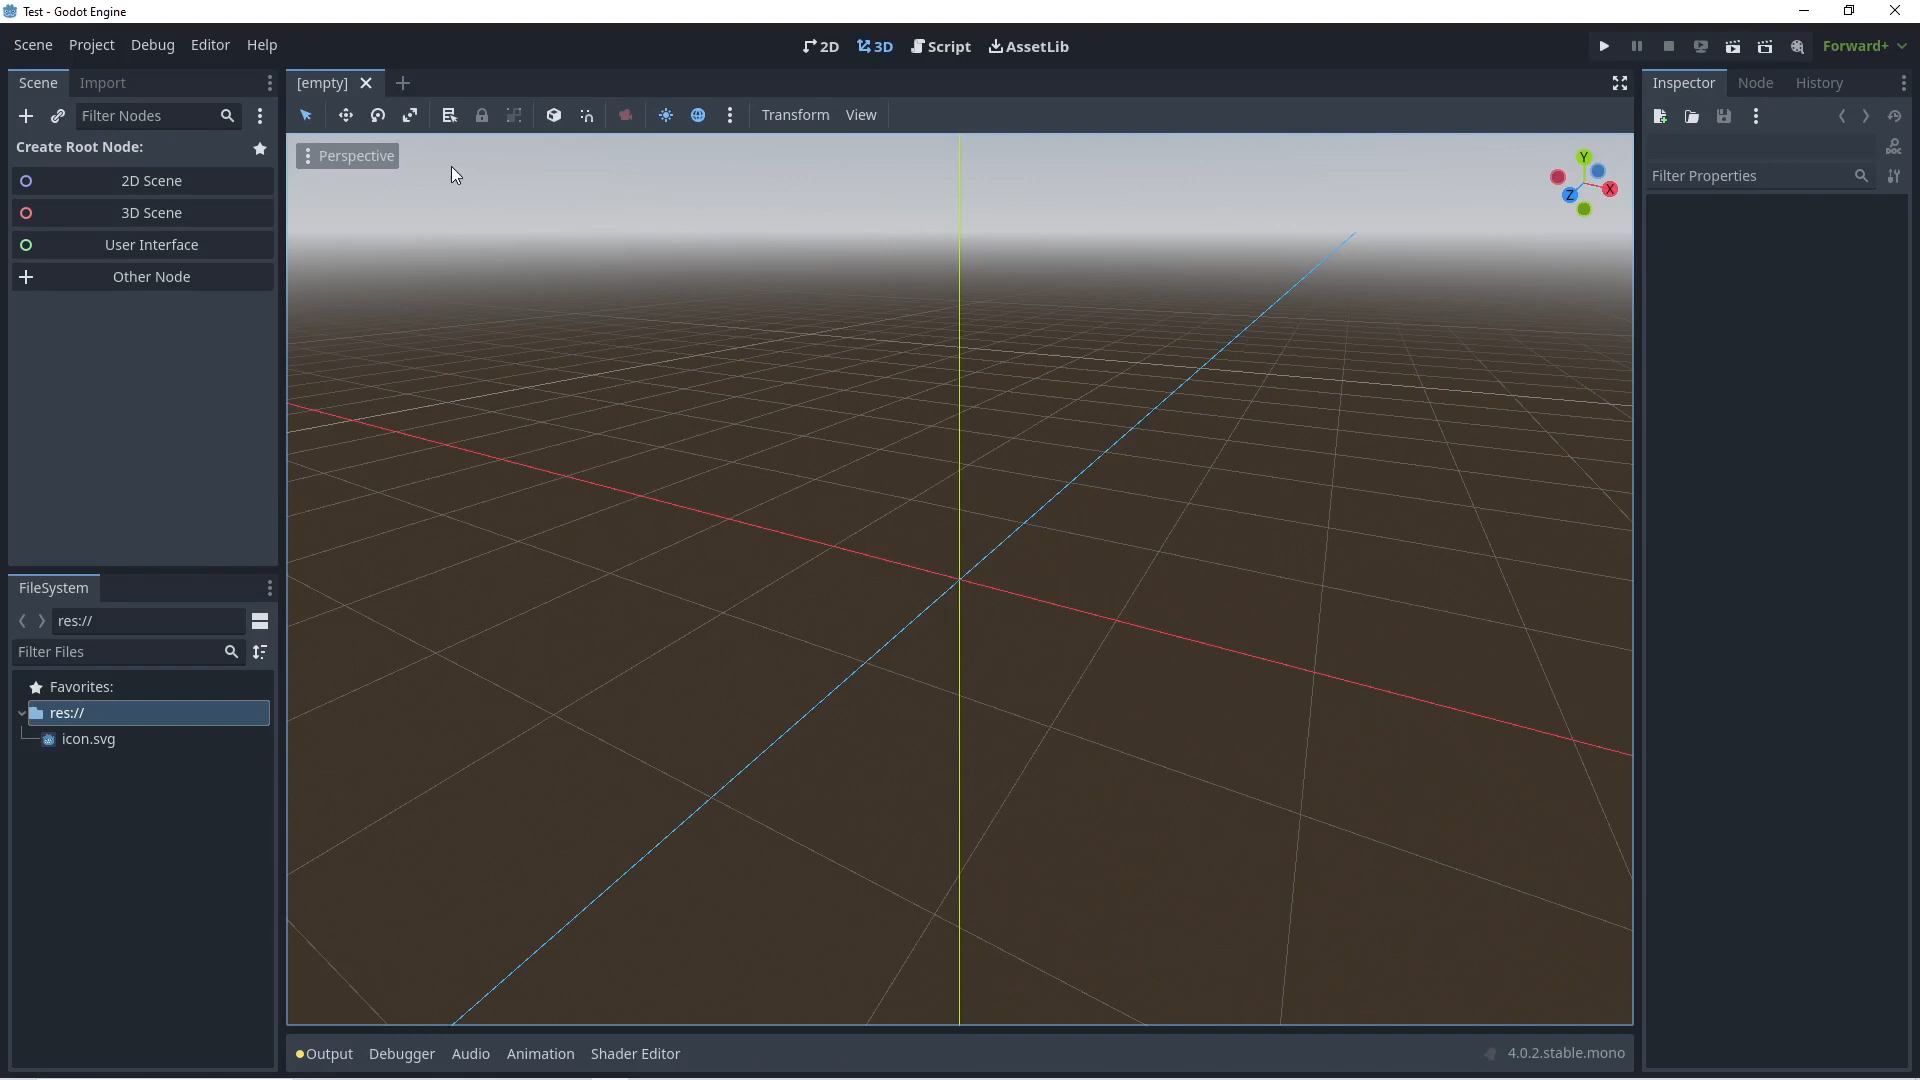 Test - Godot Engine
Scene Project Debug Editor Help
2D 3D Script AssetLib
Forward+
Scene Import
[empty]
Inspector Node History
Filter Nodes
Transform View
Create Root Node:
Perspective
Y
X
Z
DOC
Filter Properties
2D Scene
3D Scene
User Interface
Other Node
FileSystem
res://
Filter Files
Favorites:
res://
icon.svg
Output Debugger Audio Animation Shader Editor
4.0.2.stable.mono